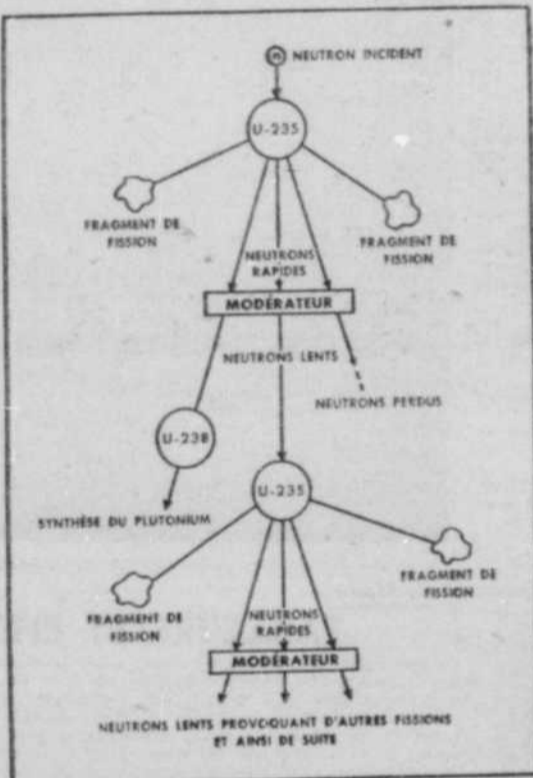 n NEUTRON INCIDENT
U-235
FRAGMENT DE
FISSION
FRAGMENT DE
FISSION
NEUTRONS
RAPIDES
MODÉRATEUR
NEUTRONS LENTS
NEUTRONS PERDUS
U-238
U-235
SYNTHÈSE DU PLUTONIUM
FRAGMENT DE
FISSION
FRAGMENT DE
FISSION
NEUTRONS
RAPIDES
MODÉRATEUR
NEUTRONS LENTS PROVOQUANT D'AUTRES FISSIONS
ET AINSI DE SUITE